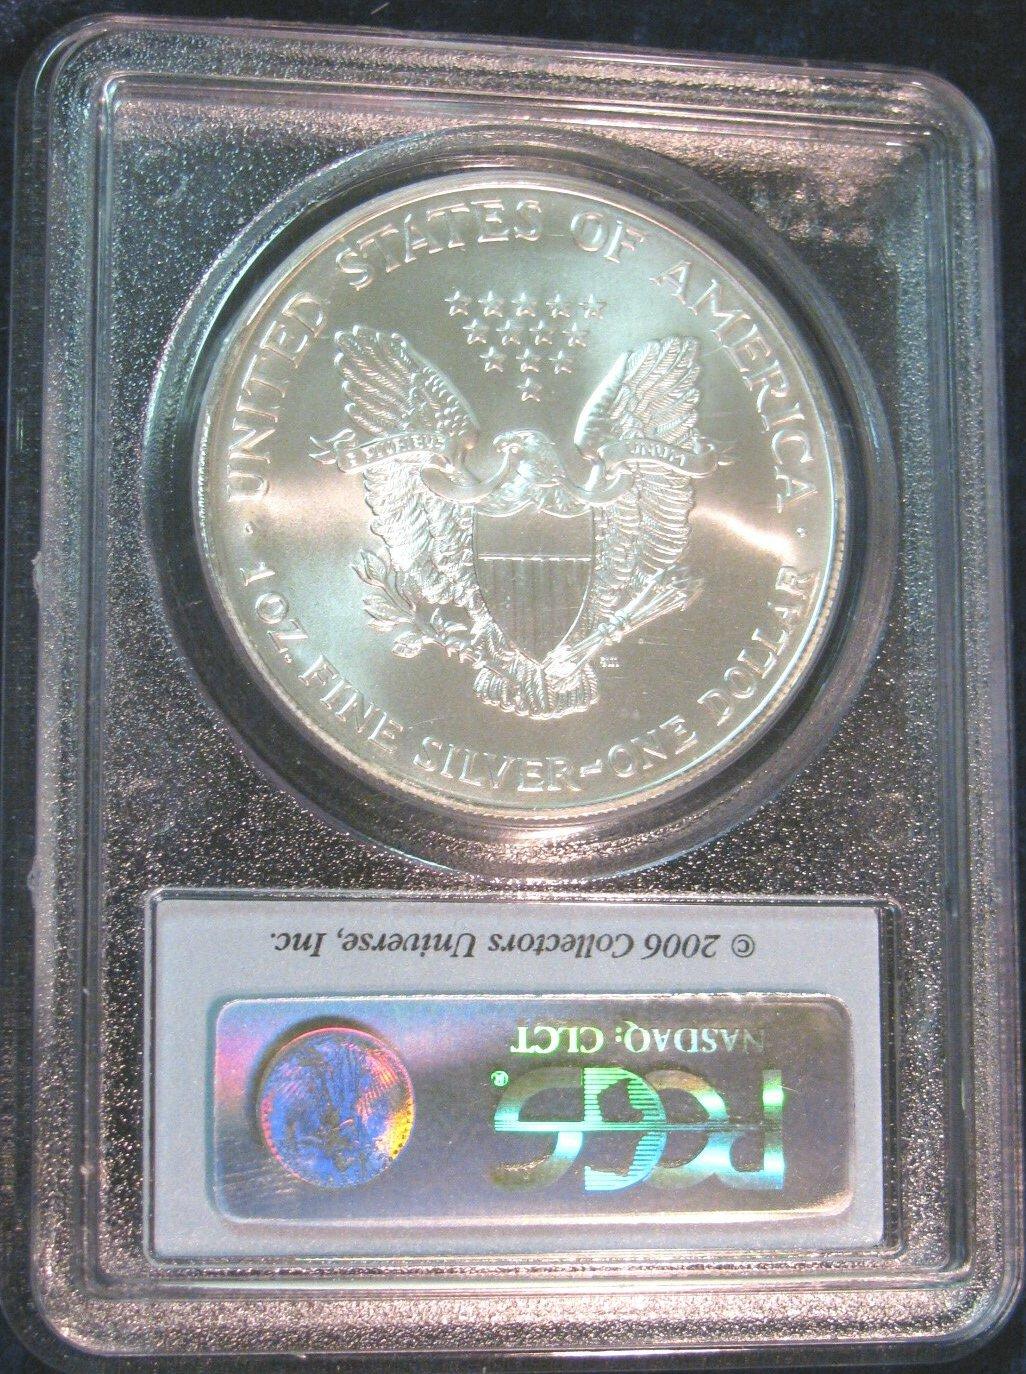 UNITED STATES OF AMERICA
E PLURIBUS UNUM
· 1 OZ. FINE SILVER-ONE DOLLAR ·
© 2006 Collectors Universe, Inc.
NASDAQ: CLCT
PCGS®